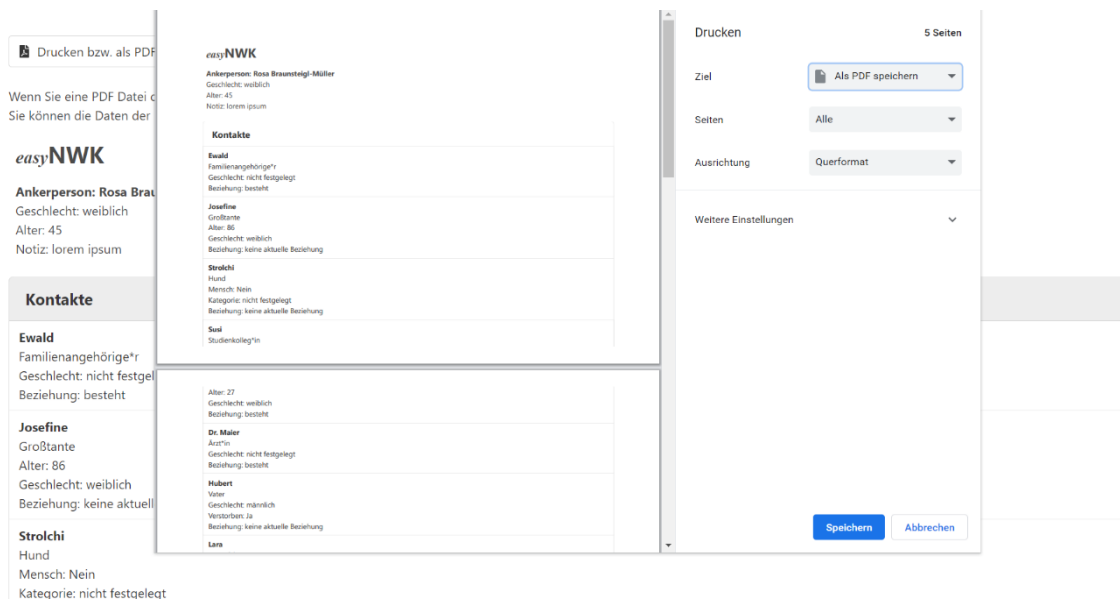 Drucken bzw. als PDF
Wenn Sie eine PDF Datei
Sie können die Daten der
easyNWK
Ankerperson: Rosa
Geschlecht: weiblich
Alter: 45
Notiz: lorem ipsum
Kontakte
Ewald
Familienangehörige*r
Geschlecht: nicht
Beziehung: besteht
Josefine
Großtante
Alter: 86
Geschlecht: weiblich
Beziehung: keine
Strolchi
Hund
Mensch: Nein
Kategorie: nicht festgelegt
easyNWK
Ankerperson: Rosa Braunsteigl-Müller
Geschlecht: weiblich
Alter: 45
Notiz: lorem ipsum
Kontakte
Ewald
Familienangehörige*r
Geschlecht: nicht festgelegt
Beziehung: besteht
Josefine
Großtante
Alter: 86
Geschlecht: weiblich
Beziehung: keine aktuelle Beziehung
Strolchi
Hund
Mensch: Nein
Kategorie: nicht festgelegt
Beziehung: keine aktuelle Beziehung
Susi
Studienkolleg*in
Alter: 27
Geschlecht: weiblich
Beziehung: besteht
Dr. Maier
Ärzt*in
Geschlecht: nicht festgelegt
Beziehung: besteht
Hubert
Vater
Geschlecht: männlich
Verstorben: Ja
Beziehung: keine aktuelle Beziehung
Lara
Drucken 5 Seiten
Ziel Als PDF speichern
Seiten Alle
Ausrichtung Querformat
Weitere Einstellungen
Speichern Abbrechen